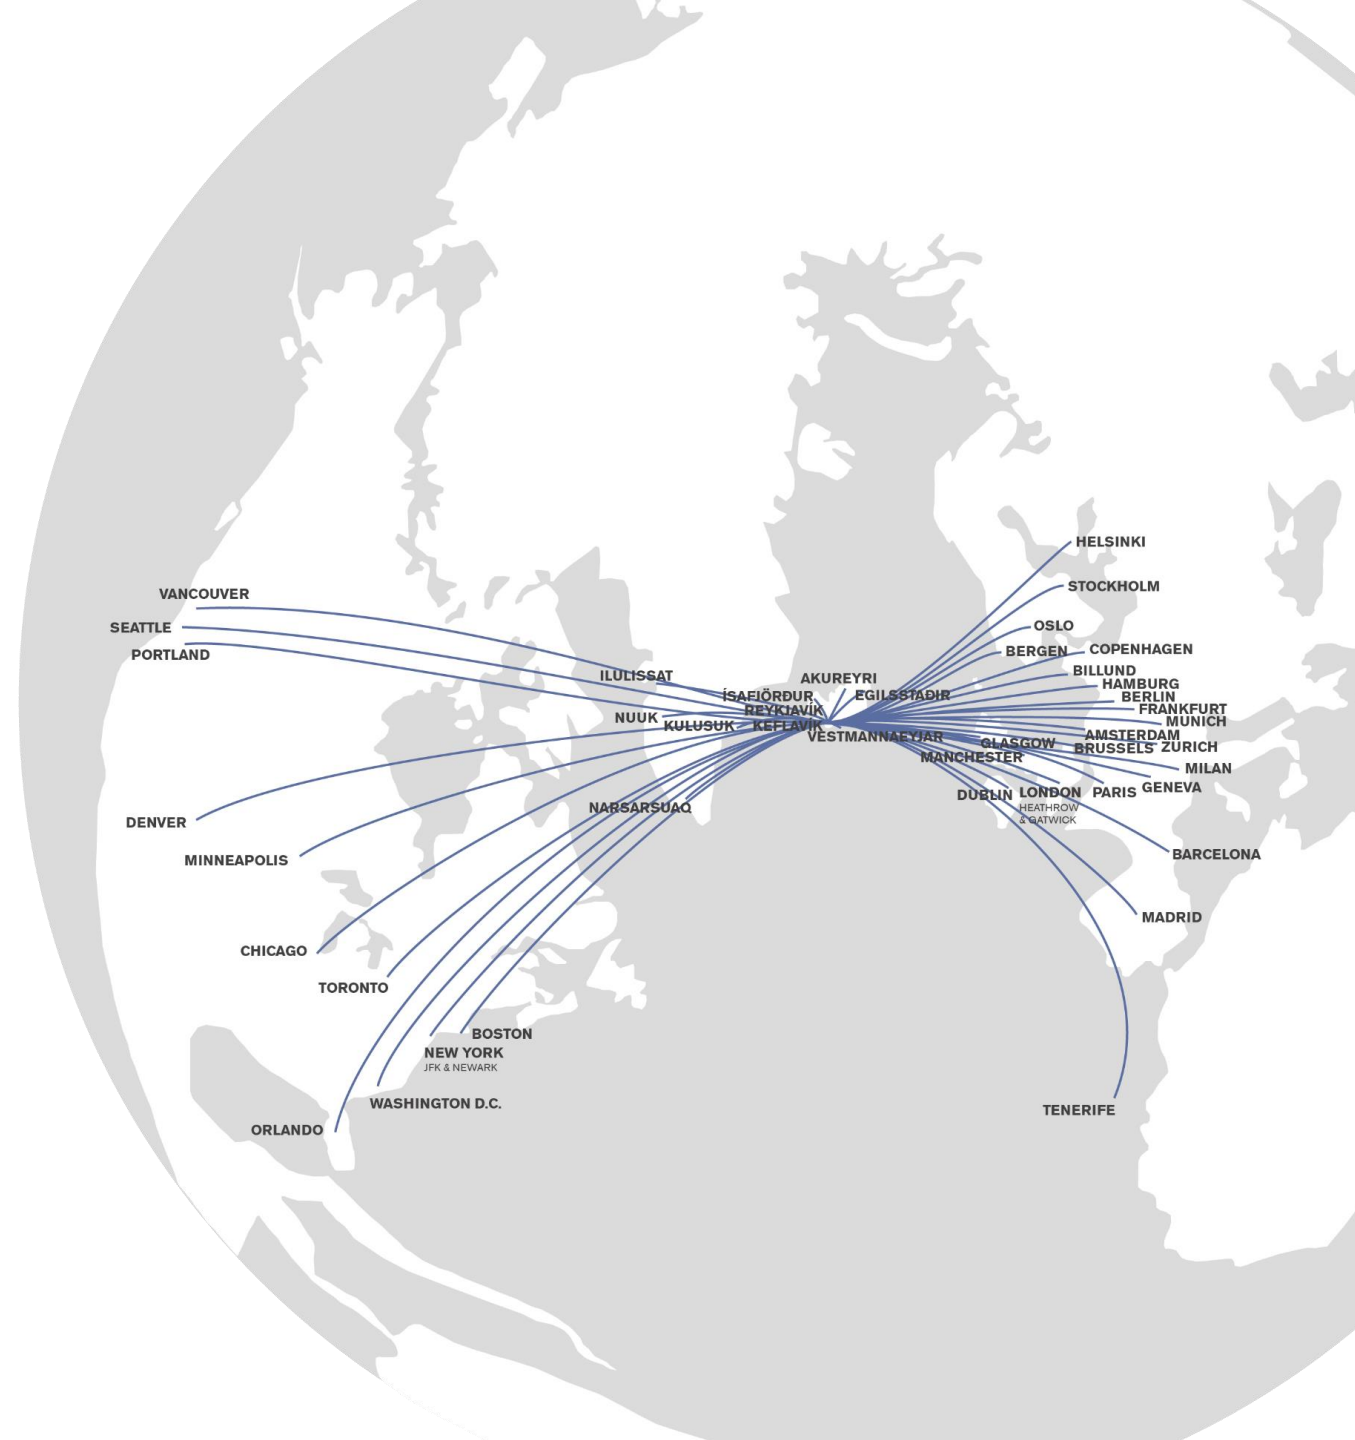 HELSINKI
STOCKHOLM
VANCOUVER
SEATTLE
OSLO
PORTLAND
BERGEN
COPENHAGEN
BILLUND
ILULISSAT
AKUREYRI
HAMBURG
ÍSAFJÖRÐUR
EGILSSTAÐIR
BERLIN
REYKJAVÍK
FRANKFURT
NUUK
MUNICH
KULUSUK
KEFLAVÍK
VESTMANNAEYJAR
AMSTERDAM
GLASGOW
BRUSSELS
ZURICH
MANCHESTER
MILAN
GENEVA
DUBLIN
LONDON
HEATHROW
& GATWICK
PARIS
NARSARSUAQ
DENVER
MINNEAPOLIS
BARCELONA
MADRID
CHICAGO
TORONTO
BOSTON
NEW YORK
JFK & NEWARK
WASHINGTON D.C.
TENERIFE
ORLANDO